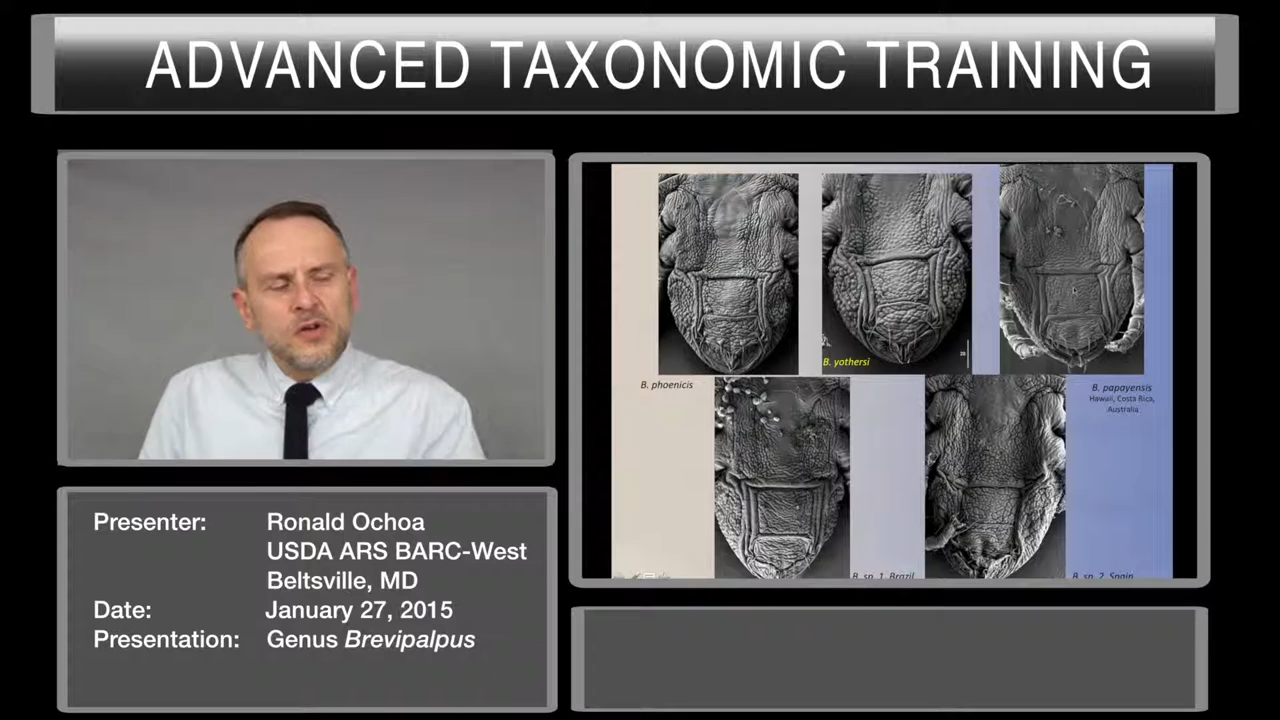 ADVANCED TAXONOMIC TRAINING
B. yothersi
20
B. phoenicis
B. papayensis
Hawaii, Costa Rica,
Australia
B. sp. 1 Brazil
B. sp. 2 Spain
Presenter: Ronald Ochoa
USDA ARS BARC-West
Beltsville, MD
Date: January 27, 2015
Presentation: Genus Brevipalpus